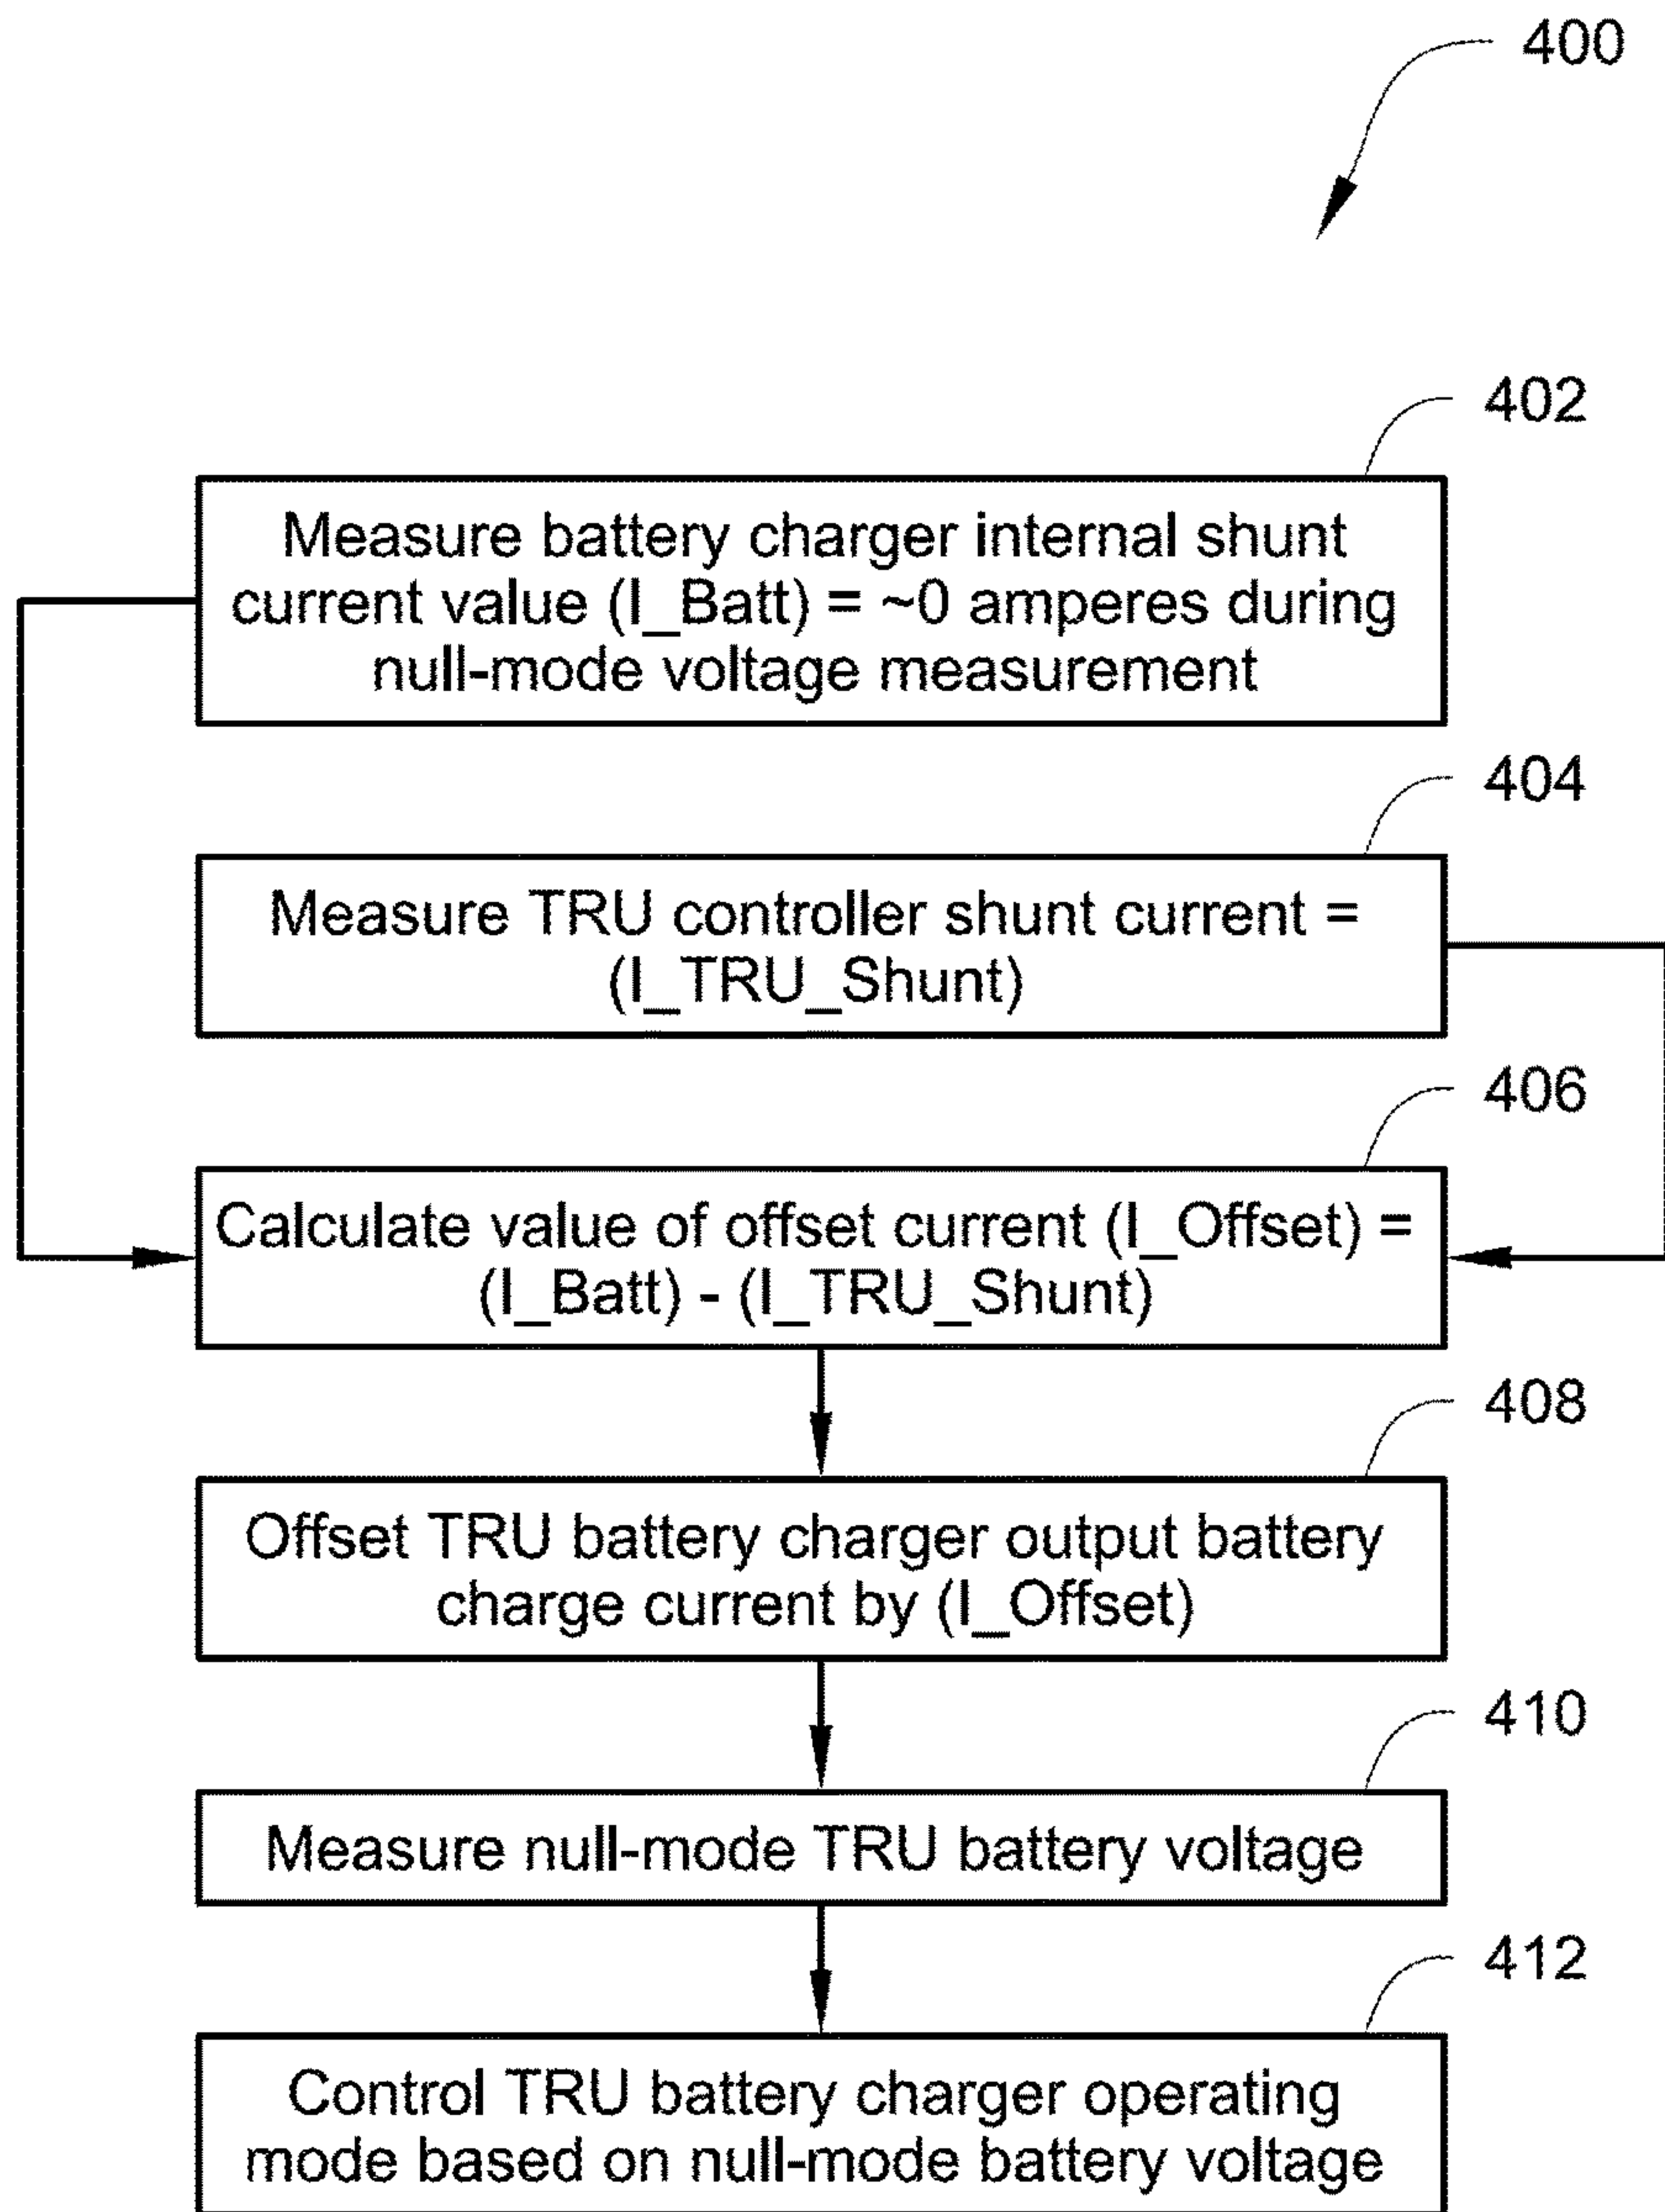 400
402
Measure battery charger internal shunt
current value (I_Batt) = ~0 amperes during
null-mode voltage measurement
404
Measure TRU controller shunt current =
(I_TRU_Shunt)
406
Calculate value of offset current (I_Offset) =
(I_Batt) - (I_TRU_Shunt)
408
Offset TRU battery charger output battery
charge current by (I_Offset)
410
Measure null-mode TRU battery voltage
412
Control TRU battery charger operating
mode based on null-mode battery voltage